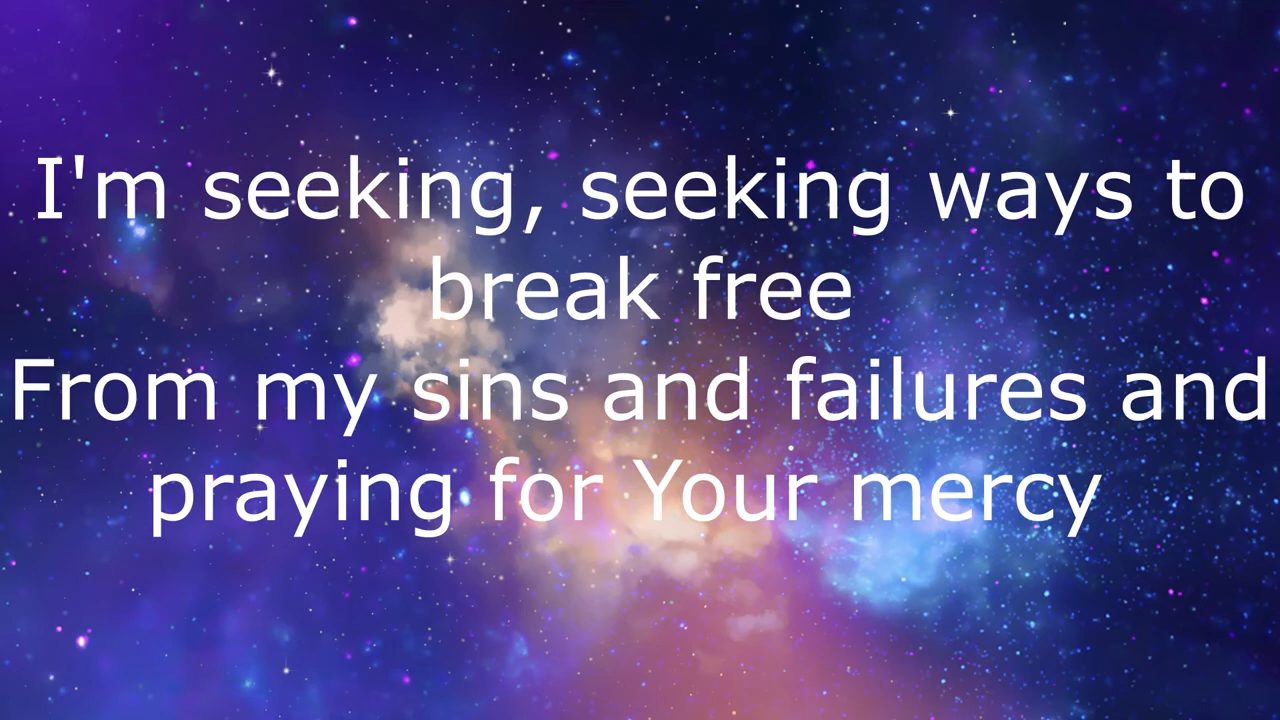 I'm seeking, seeking ways to
break free
From my sins and failures and
praying for Your mercy